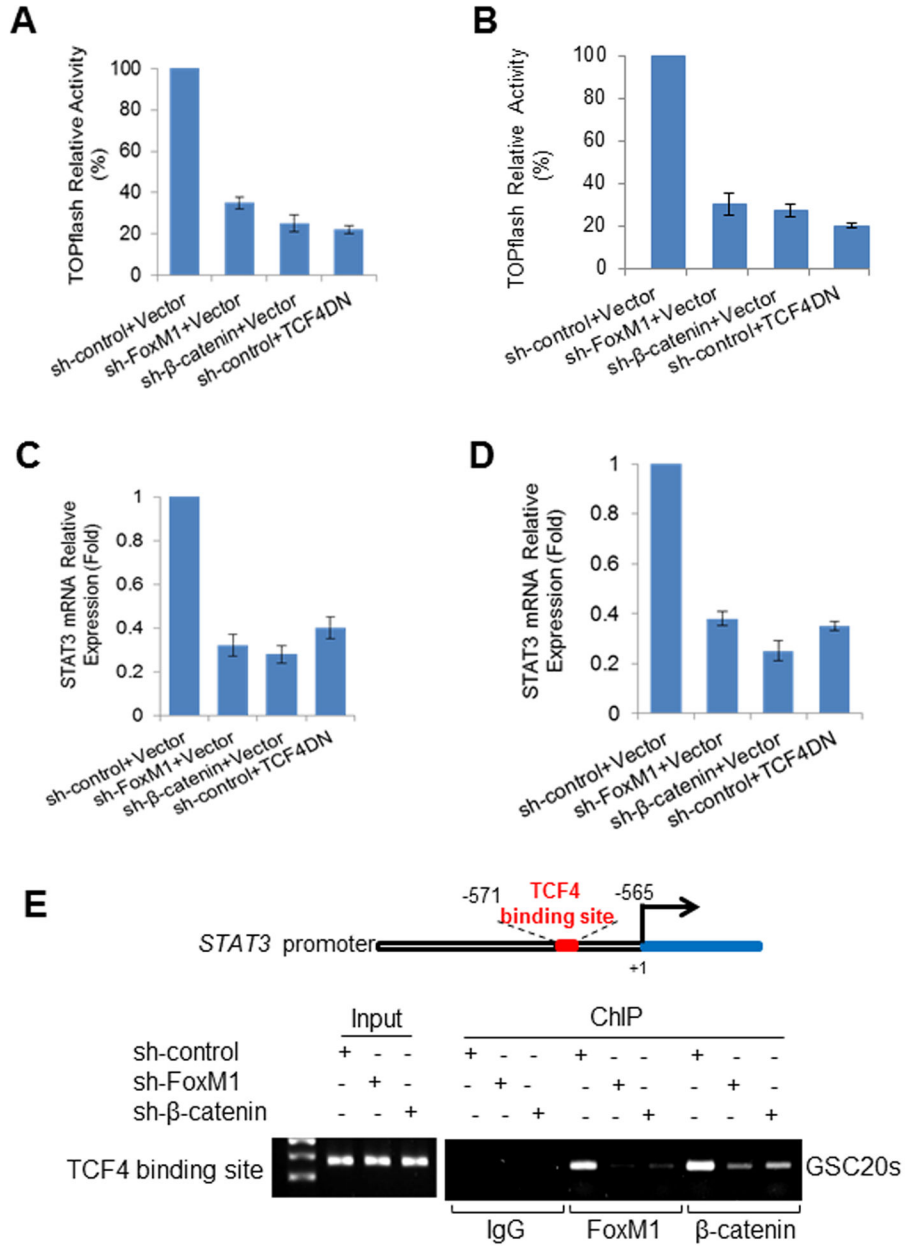 A
TOPflash Relative Activity
(%)
100
80
60
40
20
0
sh-control+Vector
sh-FoxM1+Vector
sh-β-catenin+Vector
sh-control+TCF4DN
B
TOPflash Relative Activity
(%)
100
80
60
40
20
0
sh-control+Vector
sh-FoxM1+Vector
sh-β-catenin+Vector
sh-control+TCF4DN
C
STAT3 mRNA Relative
Expression (Fold)
1
0.8
0.6
0.4
0.2
0
sh-control+Vector
sh-FoxM1+Vector
sh-β-catenin+Vector
sh-control+TCF4DN
D
STAT3 mRNA Relative
Expression (Fold)
1
0.8
0.6
0.4
0.2
0
sh-control+Vector
sh-FoxM1+Vector
sh-β-catenin+Vector
sh-control+TCF4DN
E
-571 TCF4 binding site -565
STAT3 promoter
+1
Input ChIP
sh-control + - - + - - + - - + - -
sh-FoxM1 - + - - + - - + - - + -
sh-β-catenin - - + - - + - - + - - +
TCF4 binding site GSC20s
IgG FoxM1 β-catenin